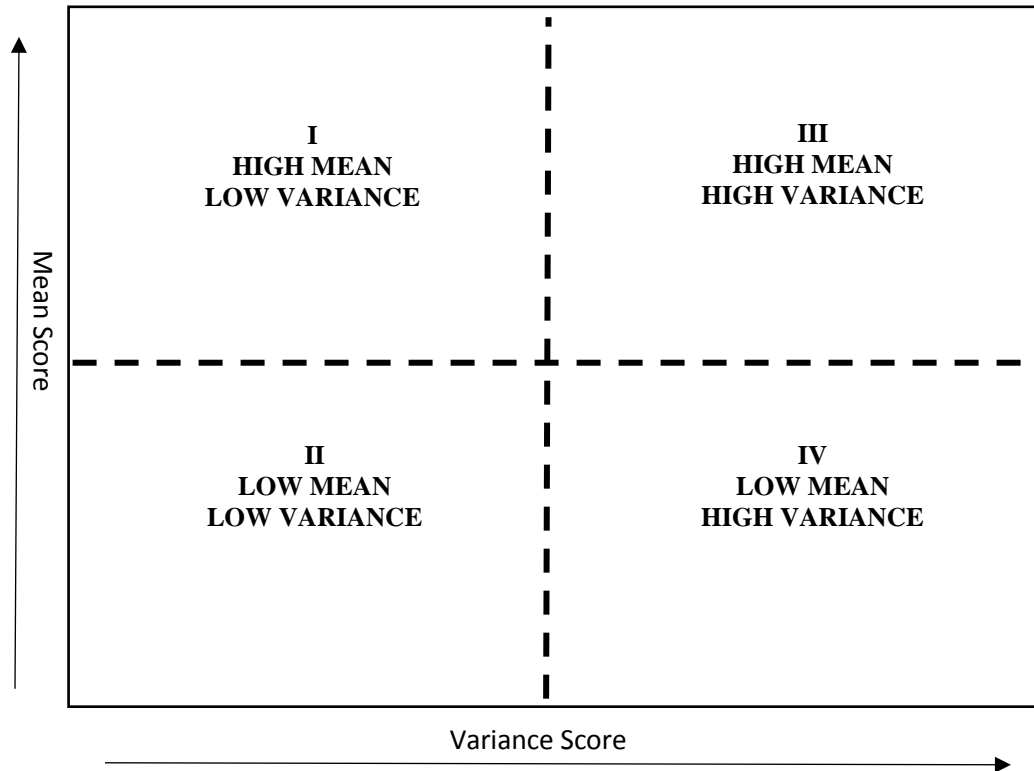 I
HIGH MEAN
LOW VARIANCE
III
HIGH MEAN
HIGH VARIANCE
Mean Score
II
LOW MEAN
LOW VARIANCE
IV
LOW MEAN
HIGH VARIANCE
Variance Score